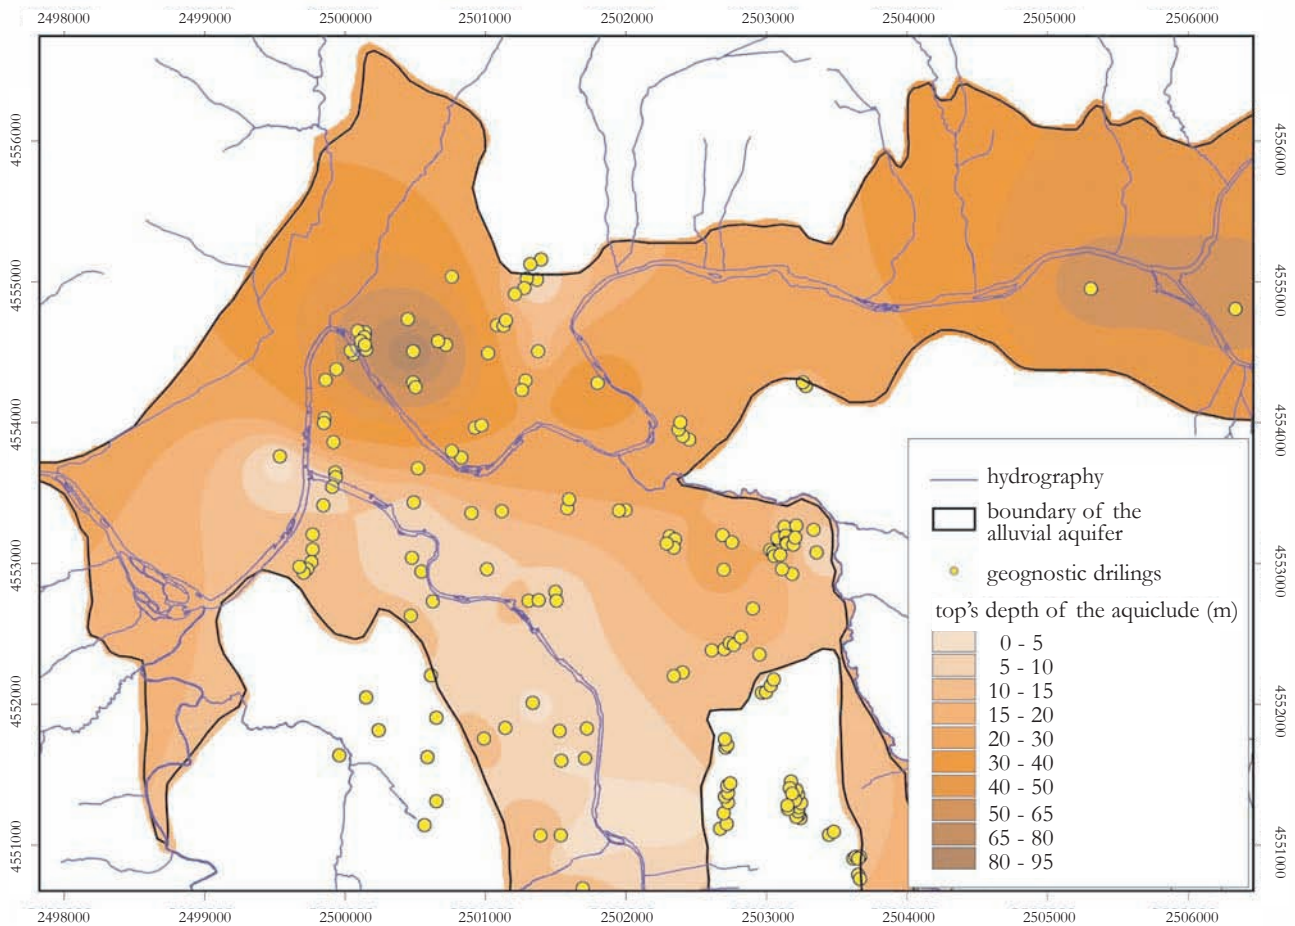 2498000 2499000 2500000 2501000 2502000 2503000 2504000 2505000 2506000
4556000
4555000
4554000
4553000
4552000
4551000
4556000
4555000
4554000
4553000
4552000
4551000
hydrography
boundary of the
alluvial aquifer
geognostic drilings
top's depth of the aquiclude (m)
0 - 5
5 - 10
10 - 15
15 - 20
20 - 30
30 - 40
40 - 50
50 - 65
65 - 80
80 - 95
2498000 2499000 2500000 2501000 2502000 2503000 2504000 2505000 2506000